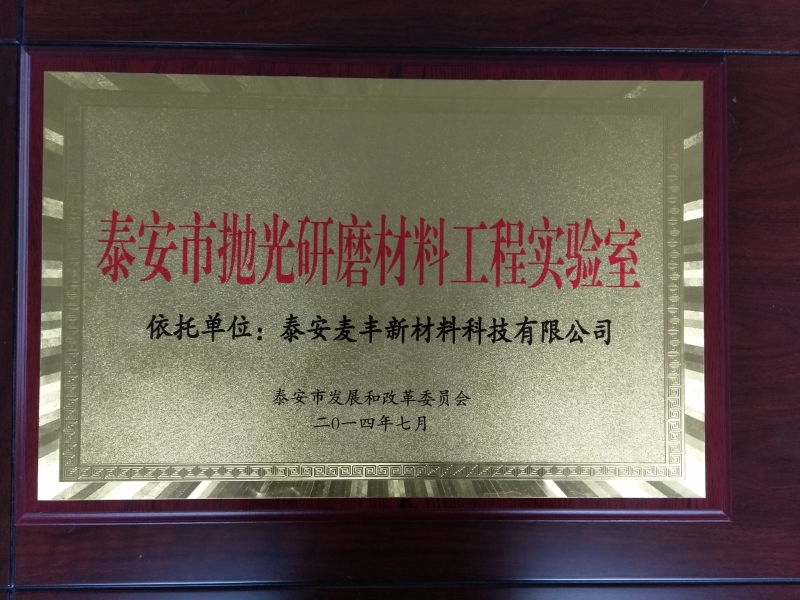 泰安市抛光研磨材料工程实验室
依托单位：泰安麦丰新材料科技有限公司
泰安市发展和改革委员会
二0一四年七月